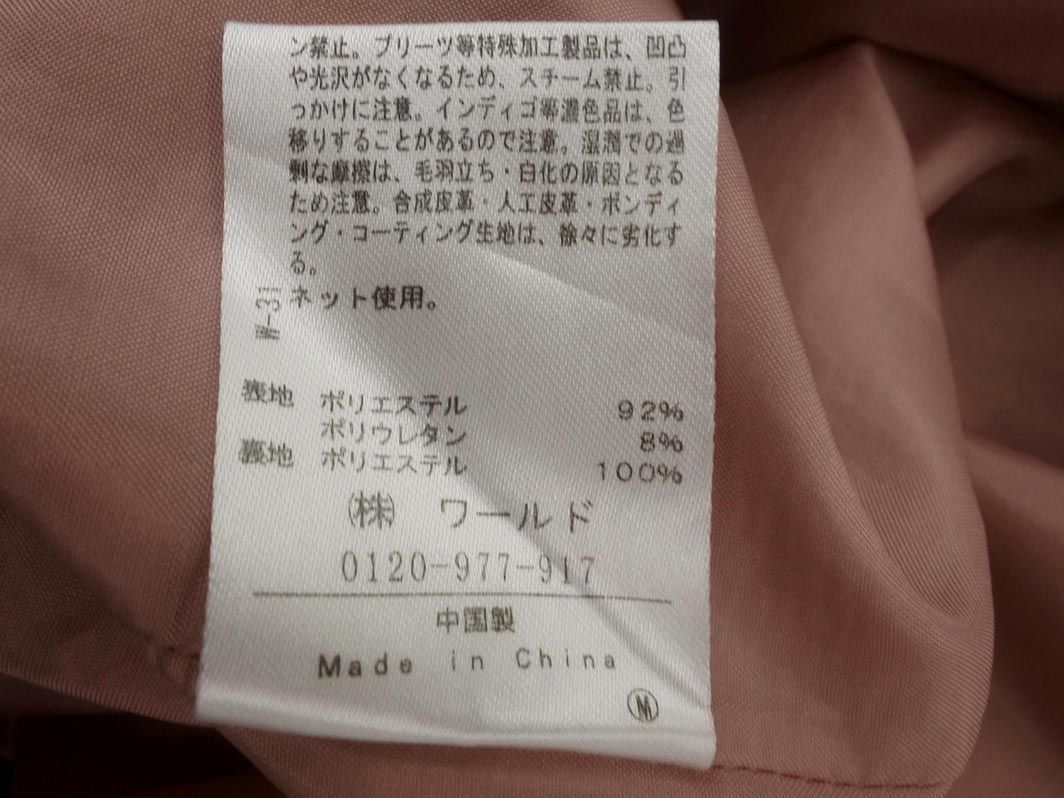 ン禁止。プリーツ等特殊加工製品は、凹凸
や光沢がなくなるため、スチーム禁止。引
っかけに注意。インディゴ等濃色品は、色
移りすることがあるので注意。湿潤での過
剰な摩擦は、毛羽立ち・白化の原因となる
ため注意。合成皮革・人工皮革・ボンディ
ング・コーティング生地は、徐々に劣化す
る。
ネット使用。
W-31
表地 ポリエステル 92%
ポリウレタン 8%
裏地 ポリエステル 100%
㈱ ワールド
0120-977-917
中国製
Made in China
Ⓜ